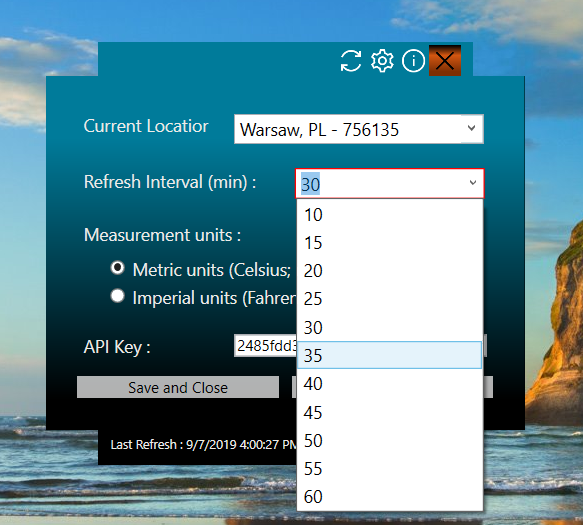 Current Locatior
Warsaw, PL - 756135
Refresh Interval (min) :
30
10
15
20
25
30
35
40
45
50
55
60
Measurement units :
Metric units (Celsius;
Imperial units (Fahren
API Key :
2485fdd3
Save and Close
Last Refresh : 9/7/2019 4:00:27 PM